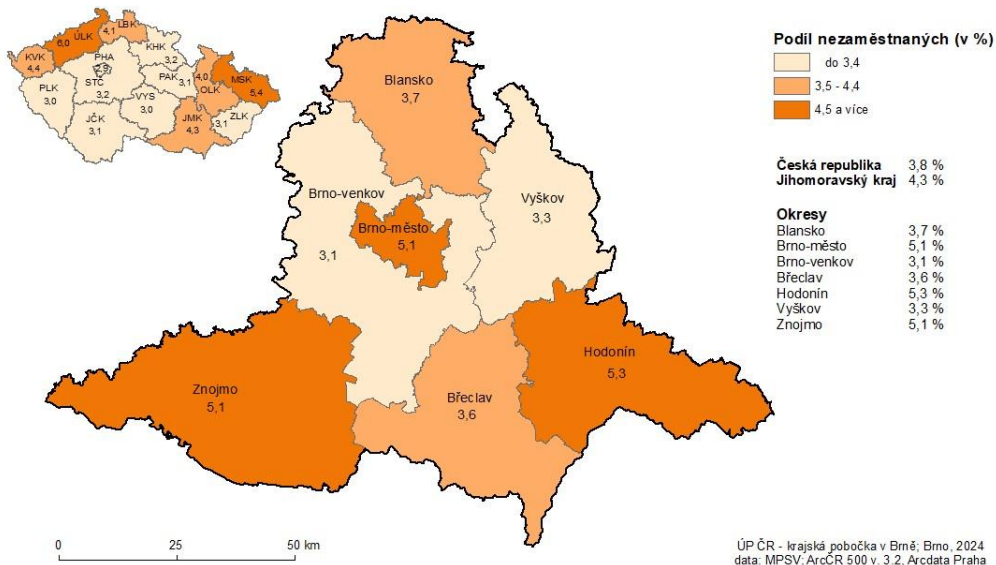 LBK
4,1
ÚLK
6,0
KVK
4,4
KHK
3,2
PHA
STČ
3,2
PAK
3,1
4,0
OLK
MSK
5,4
PLK
3,0
VYS
3,0
JČK
3,1
JMK
4,3
ZLK
3,1
Blansko
3,7
Brno-venkov
3,1
Brno-město
5,1
Vyškov
3,3
Znojmo
5,1
Břeclav
3,6
Hodonín
5,3
0 25 50 km
Podíl nezaměstnaných (v %)
do 3,4
3,5 - 4,4
4,5 a více
Česká republika 3,8 %
Jihomoravský kraj 4,3 %
Okresy
Blansko 3,7 %
Brno-město 5,1 %
Brno-venkov 3,1 %
Břeclav 3,6 %
Hodonín 5,3 %
Vyškov 3,3 %
Znojmo 5,1 %
ÚP ČR - krajská pobočka v Brně; Brno, 2024
data: MPSV; ArcČR 500 v. 3.2, Arcdata Praha